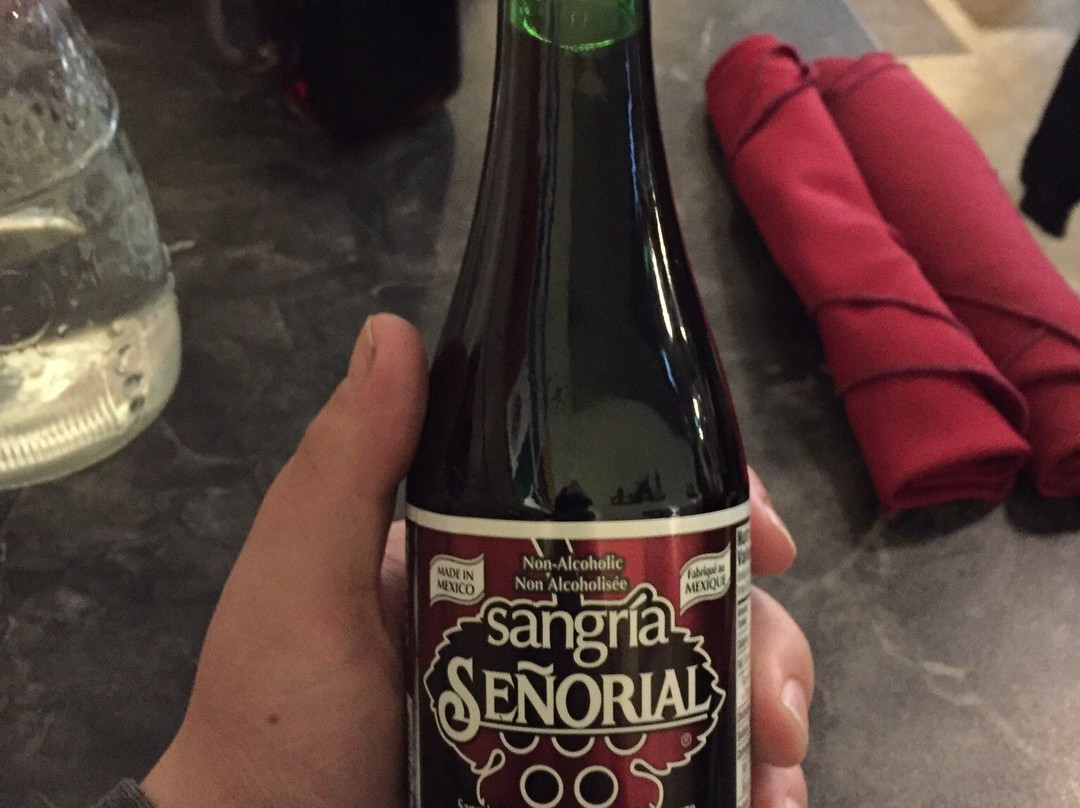 MADE IN
MEXICO
Non-Alcoholic
Non Alcoholisée
Fabriqué au
MEXIQUE
sangría
SEÑORIAL
®